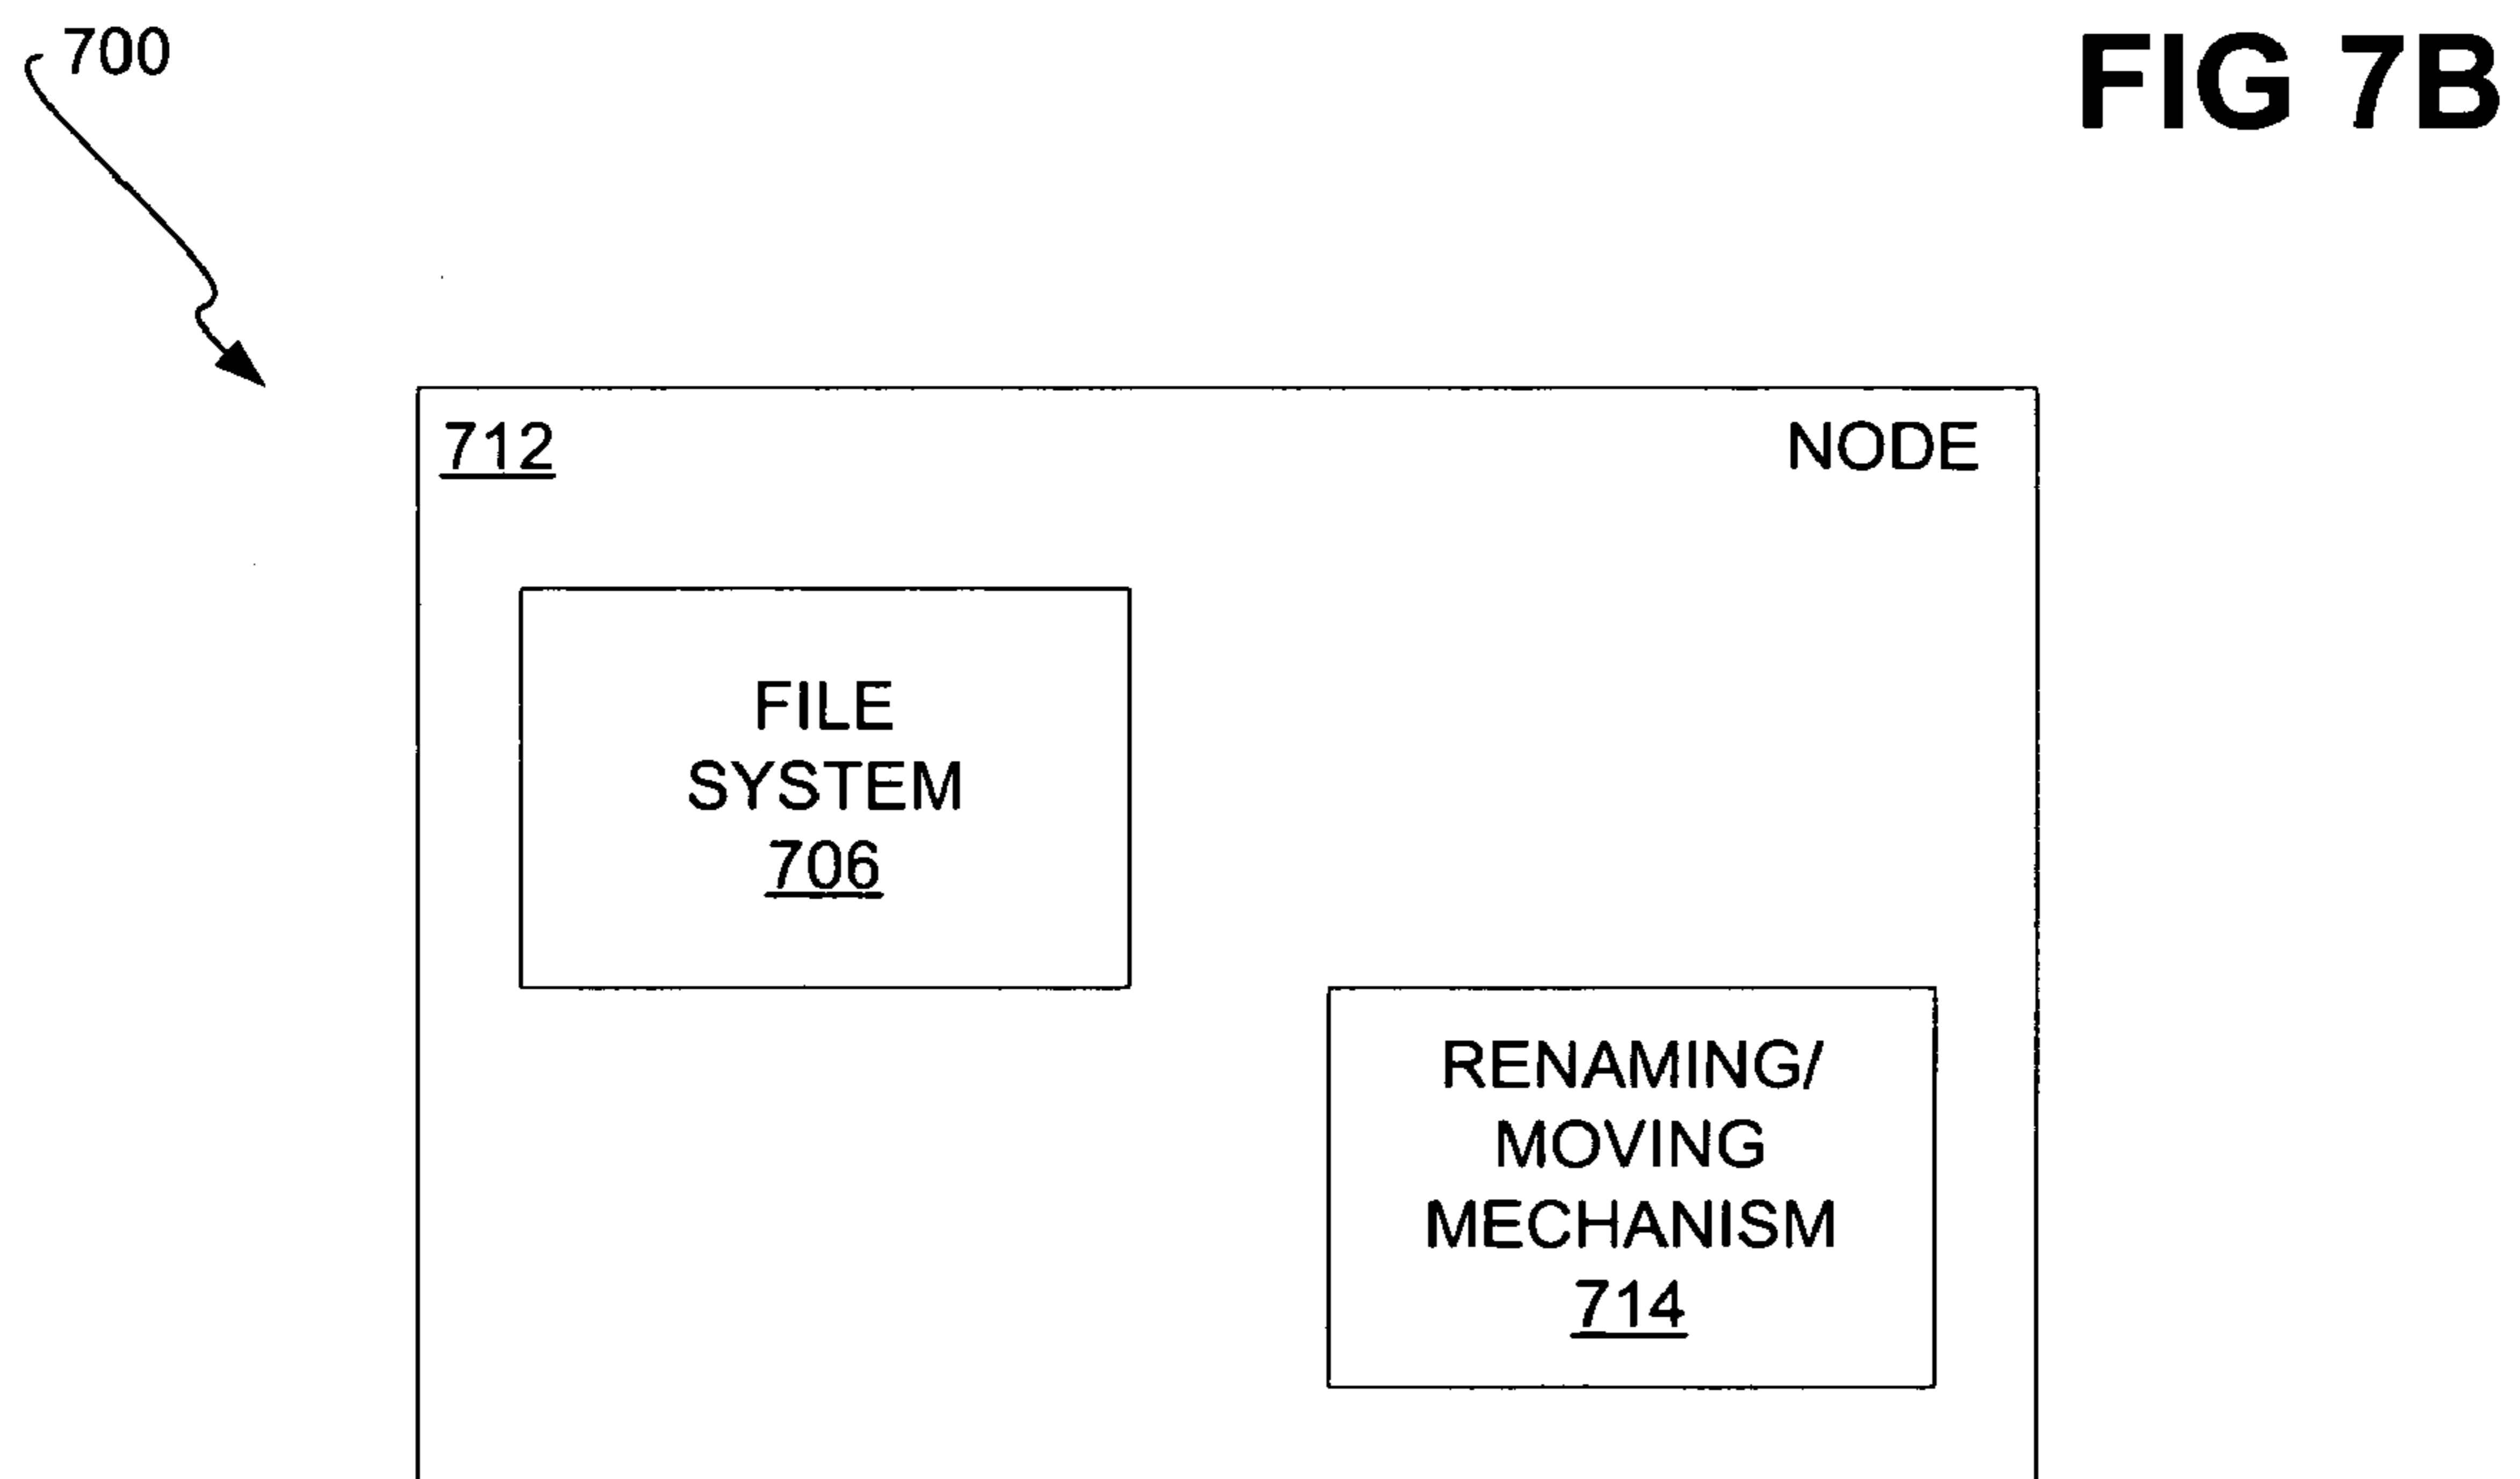 700
FIG 7B
712
NODE
FILE
SYSTEM
706
RENAMING/
MOVING
MECHANISM
714